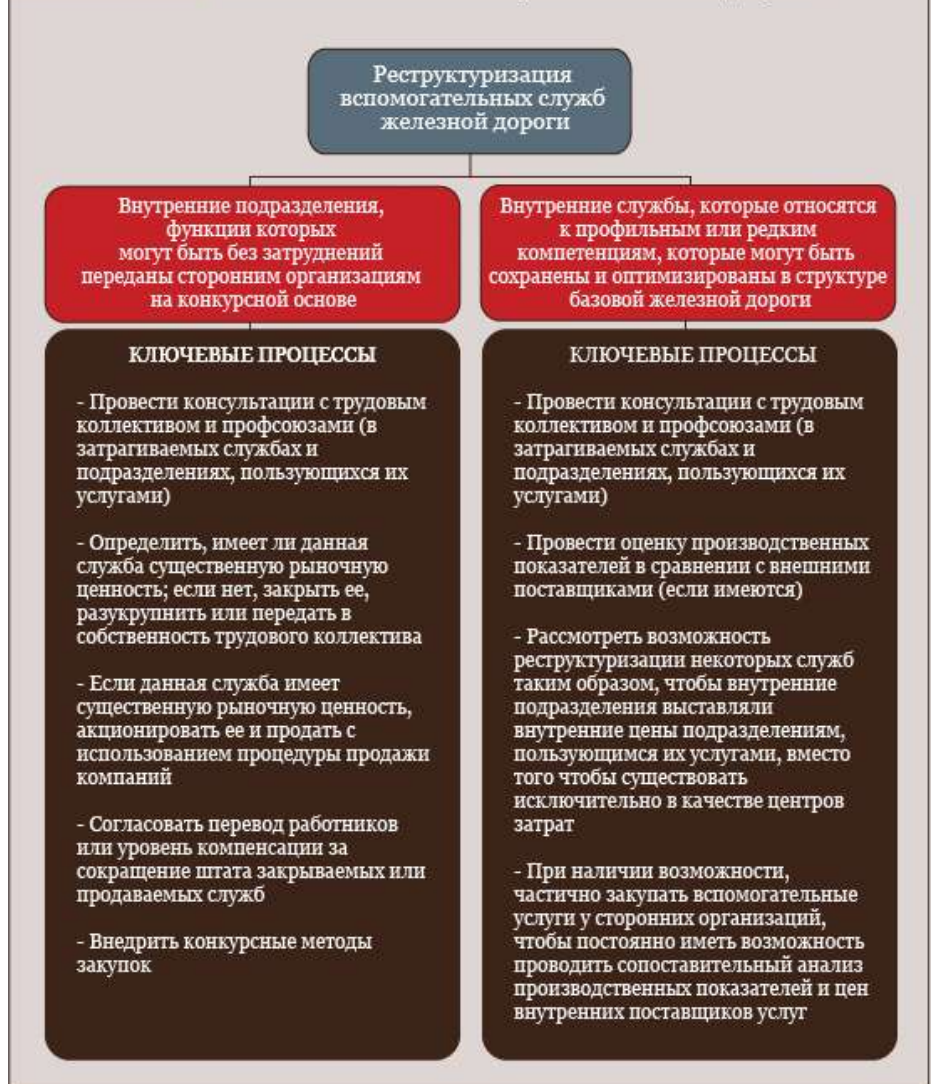 Реструктуризация
вспомогательных служб
железной дороги
Внутренние подразделения,
функции которых
могут быть без затруднений
переданы сторонним организациям
на конкурсной основе
Внутренние службы, которые относятся
к профильным или редким
компетенциям, которые могут быть
сохранены и оптимизированы в структуре
базовой железной дороги
КЛЮЧЕВЫЕ ПРОЦЕССЫ
- Провести консультации с трудовым
коллективом и профсоюзами (в
затрагиваемых службах и
подразделениях, пользующихся их
услугами)
- Определить, имеет ли данная
служба существенную рыночную
ценность; если нет, закрыть ее,
разукрупнить или передать в
собственность трудового коллектива
- Если данная служба имеет
существенную рыночную ценность,
акционировать ее и продать с
использованием процедуры продажи
компаний
- Согласовать перевод работников
или уровень компенсации за
сокращение штата закрываемых или
продаваемых служб
- Внедрить конкурсные методы
закупок
КЛЮЧЕВЫЕ ПРОЦЕССЫ
- Провести консультации с трудовым
коллективом и профсоюзами (в
затрагиваемых службах и
подразделениях, пользующихся их
услугами)
- Провести оценку производственных
показателей в сравнении с внешними
поставщиками (если имеются)
- Рассмотреть возможность
реструктуризации некоторых служб
таким образом, чтобы внутренние
подразделения выставляли
внутренние цены подразделениям,
пользующимся их услугами, вместо
того чтобы существовать
исключительно в качестве центров
затрат
- При наличии возможности,
частично закупать вспомогательные
услуги у сторонних организаций,
чтобы постоянно иметь возможность
проводить сопоставительный анализ
производственных показателей и цен
внутренних поставщиков услуг